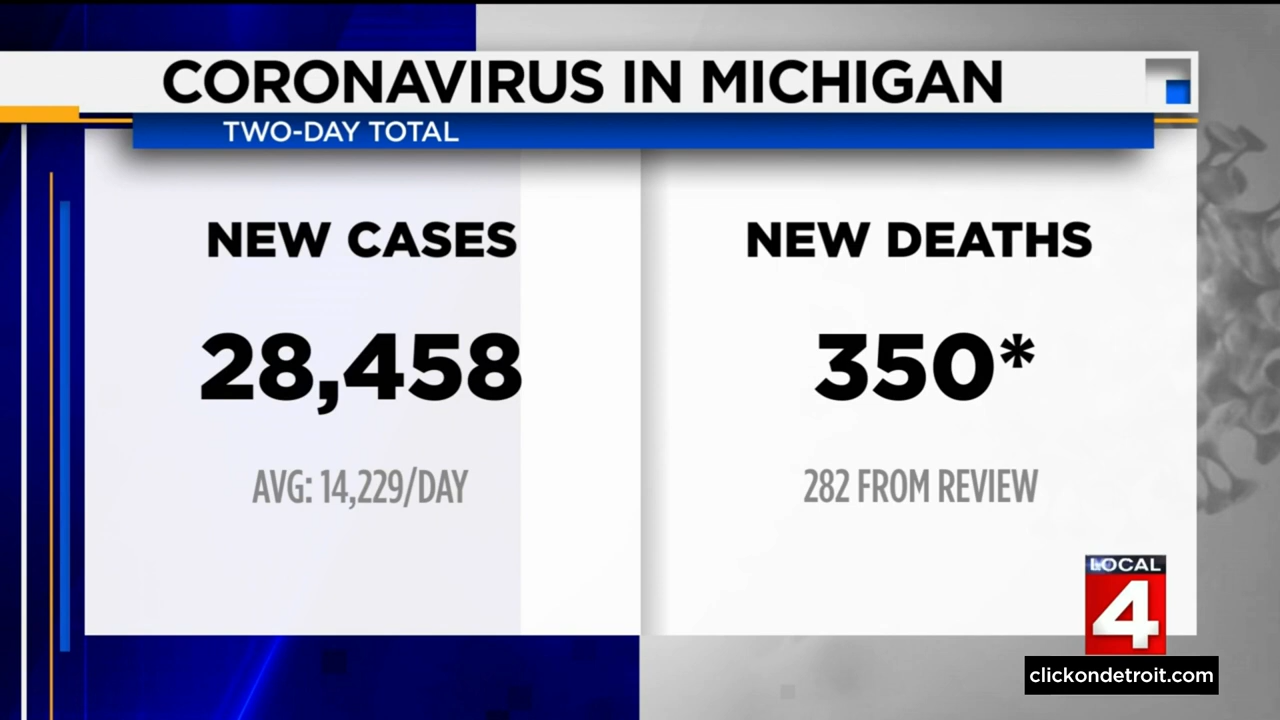 CORONAVIRUS IN MICHIGAN
TWO-DAY TOTAL
NEW CASES
28,458
AVG: 14,229/DAY
NEW DEATHS
350*
282 FROM REVIEW
LOCAL
4
clickondetroit.com